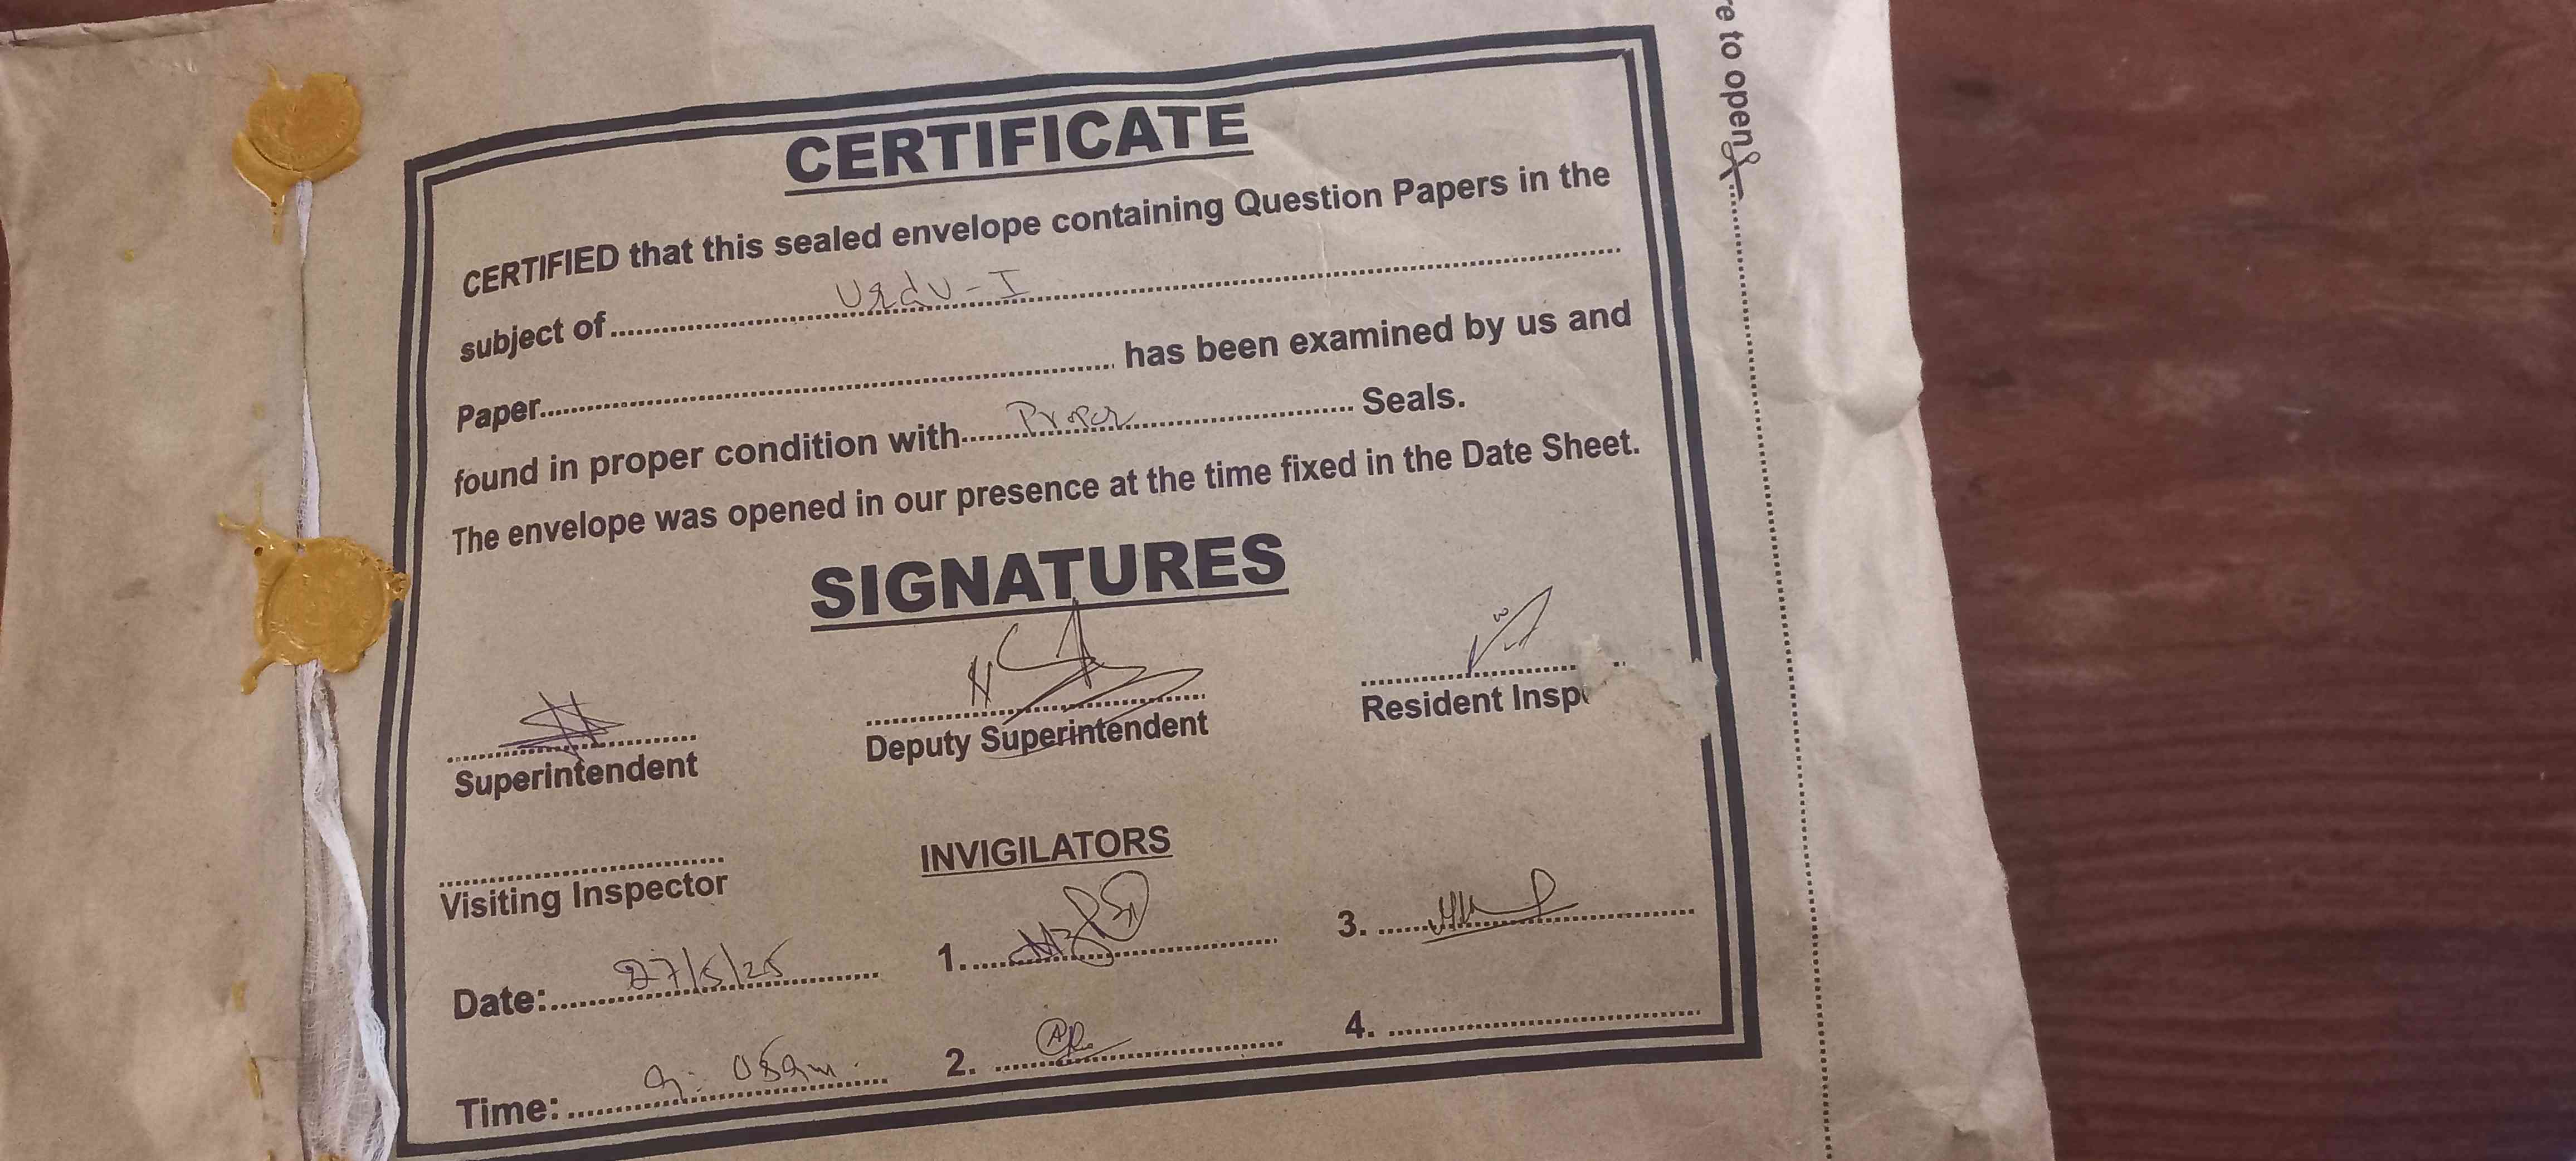 re to open
CERTIFICATE
CERTIFIED that this sealed envelope containing Question Papers in the
subject of........Urdu-I........
Paper................ has been examined by us and
found in proper condition with........Proper........ Seals.
The envelope was opened in our presence at the time fixed in the Date Sheet.
SIGNATURES
Superintendent
Deputy Superintendent
Resident Insp
Visiting Inspector
INVIGILATORS
Date: 27/5/25
1.
3.
Time: 9:05am
2.
4.